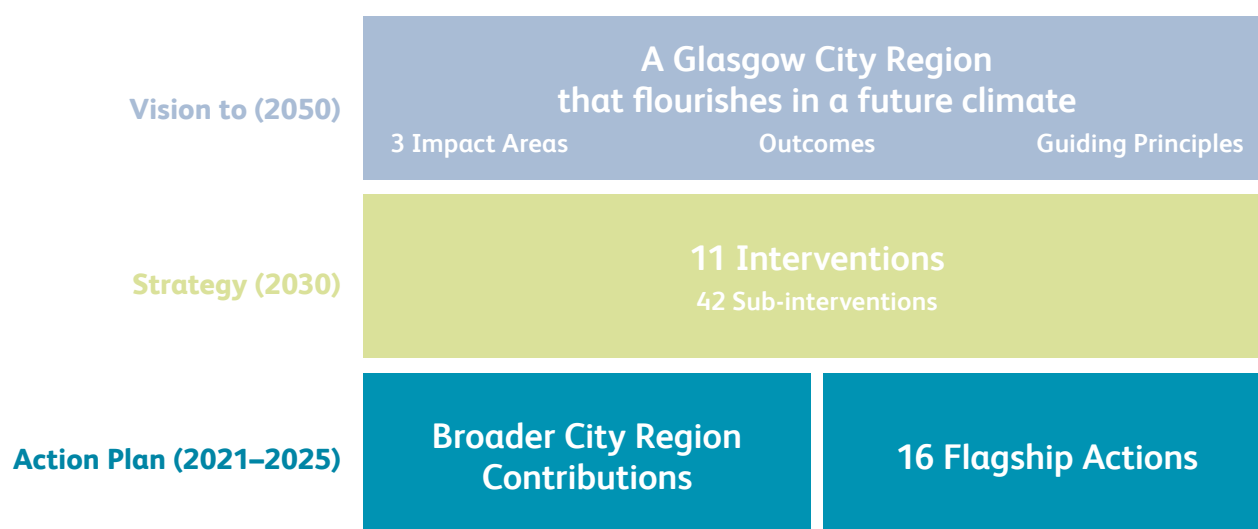 Vision to (2050)
A Glasgow City Region
that flourishes in a future climate
3 Impact Areas
Outcomes
Guiding Principles
Strategy (2030)
11 Interventions
42 Sub-interventions
Action Plan (2021–2025)
Broader City Region
Contributions
16 Flagship Actions